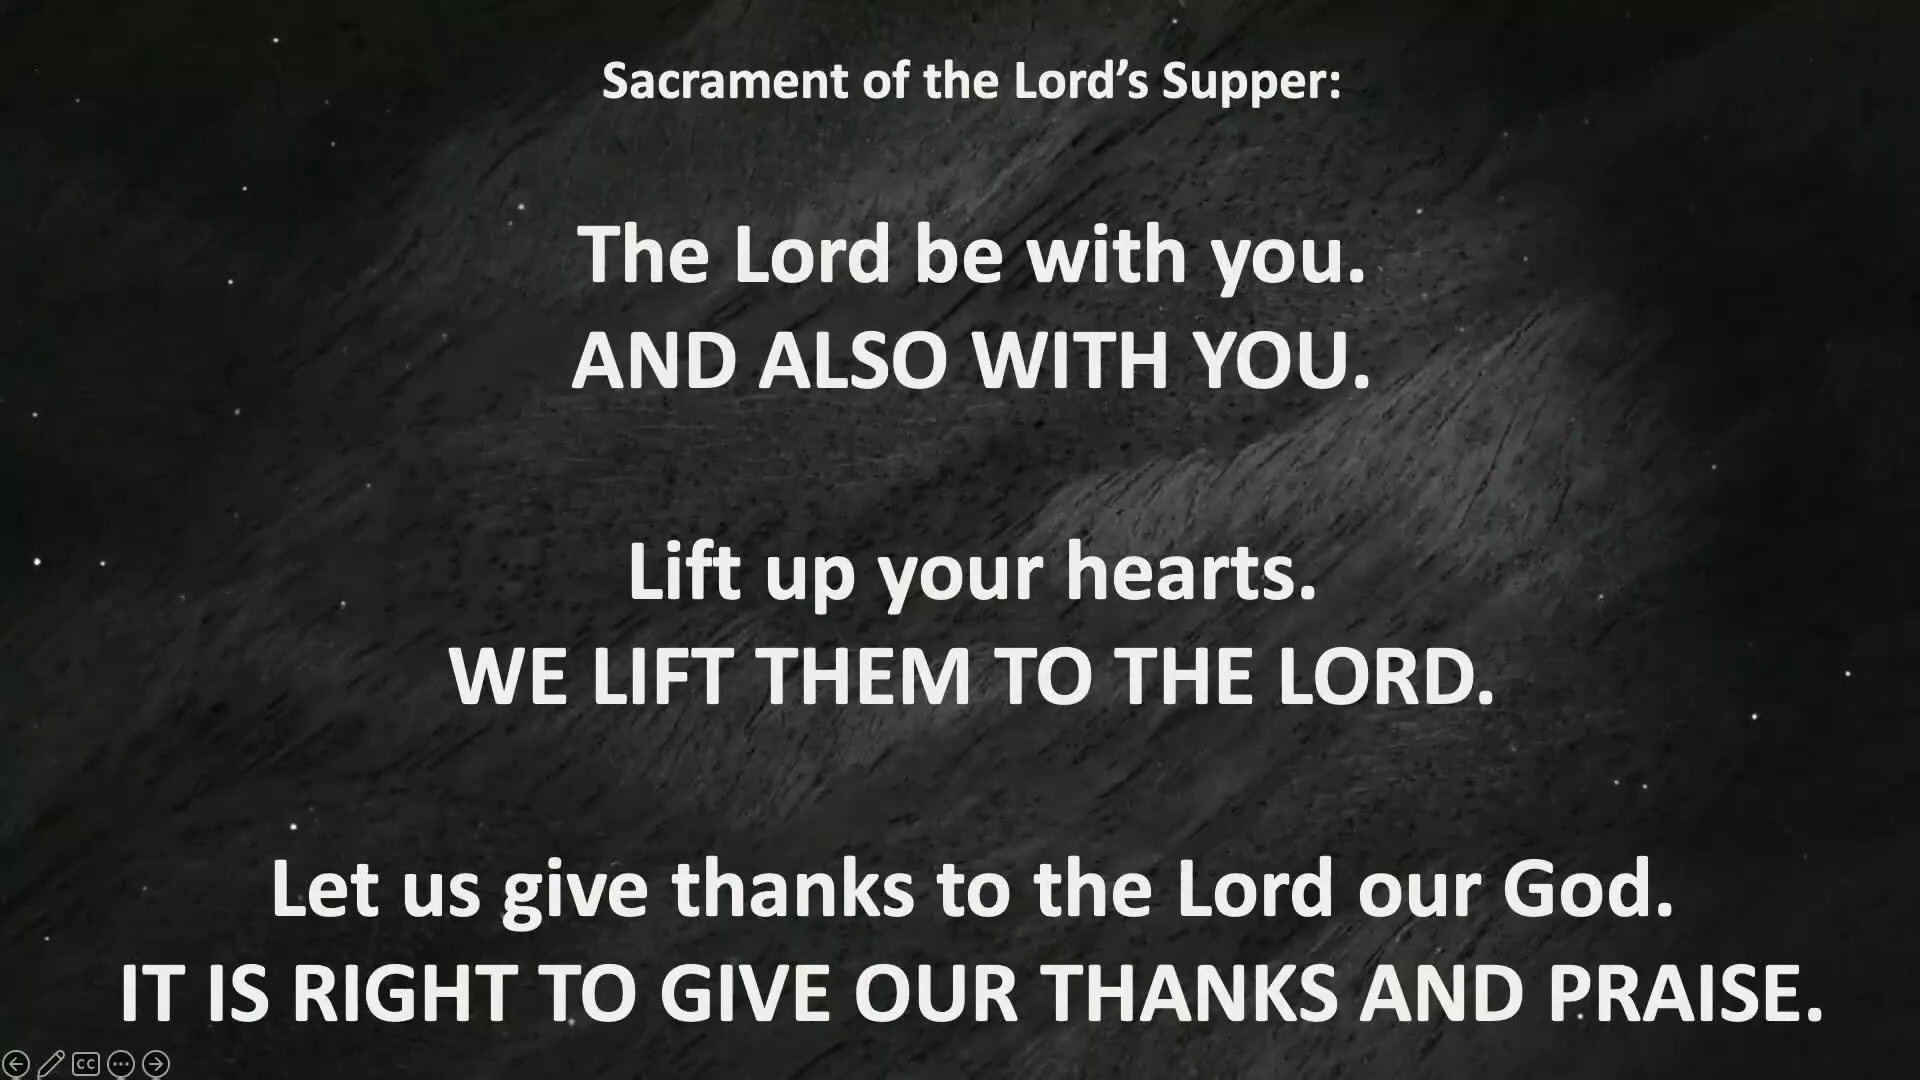 Sacrament of the Lord’s Supper:
The Lord be with you.
AND ALSO WITH YOU.
Lift up your hearts.
WE LIFT THEM TO THE LORD.
Let us give thanks to the Lord our God.
IT IS RIGHT TO GIVE OUR THANKS AND PRAISE.
CC